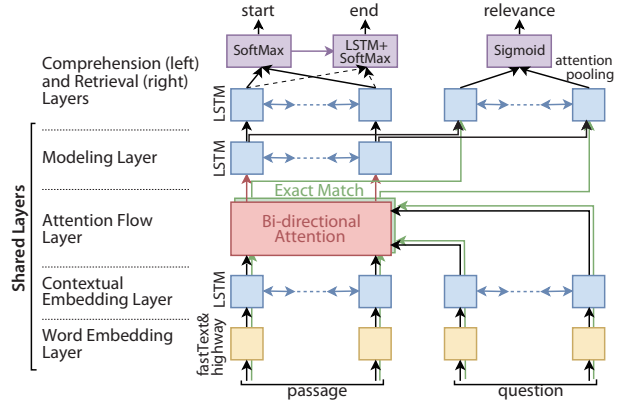 start
end
relevance
SoftMax
LSTM+
SoftMax
Sigmoid
attention
pooling
Comprehension (left)
and Retrieval (right)
Layers
LSTM
Modeling Layer
LSTM
Exact Match
Shared Layers
Attention Flow
Layer
Bi-directional
Attention
Contextual
Embedding Layer
LSTM
Word Embedding
Layer
fastText&
highway
passage
question